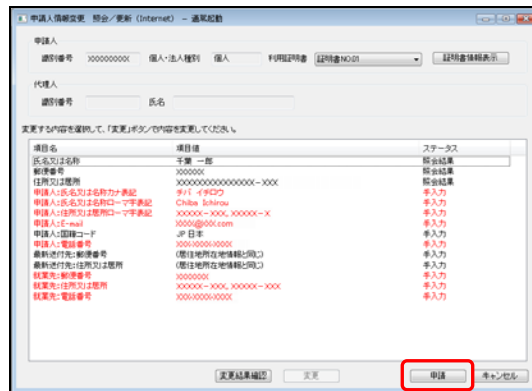 申請人情報変更 照会/更新 (Internet) - 通常起動
申請人
識別番号 XXXXXXXXX 個人・法人種別 個人 利用証明書 証明書NO.01 証明書情報表示
代理人
識別番号 氏名
変更する内容を選択して、「変更」ボタンで内容を変更してください。
項目名 項目値 ステータス
氏名又は名称 千葉 一郎 照会結果
郵便番号 XXXXXX 照会結果
住所又は居所 XXXXXXXXXXXXXXX-XXX 照会結果
申請人:氏名又は名称カナ表記 チバ イチロウ 手入力
申請人:氏名又は名称ローマ字表記 Chiba Ichirou 手入力
申請人:住所又は居所ローマ字表記 XXXXX-XXX, XXXXX-X 手入力
申請人:E-mail XXXX@XXX.com 手入力
申請人:国籍コード JP 日本 手入力
申請人:電話番号 XXXXXXXXXXX 手入力
最新送付先:郵便番号 (居住地所在地情報と同じ) 手入力
最新送付先:住所又は居所 (居住地所在地情報と同じ) 手入力
就業先:郵便番号 XXXXXXX 手入力
就業先:住所又は居所 XXXXX-XXX, XXXXX-XXX 手入力
就業先:電話番号 XXXXXXXXXXX 手入力
変更結果確認 変更 申請 キャンセル